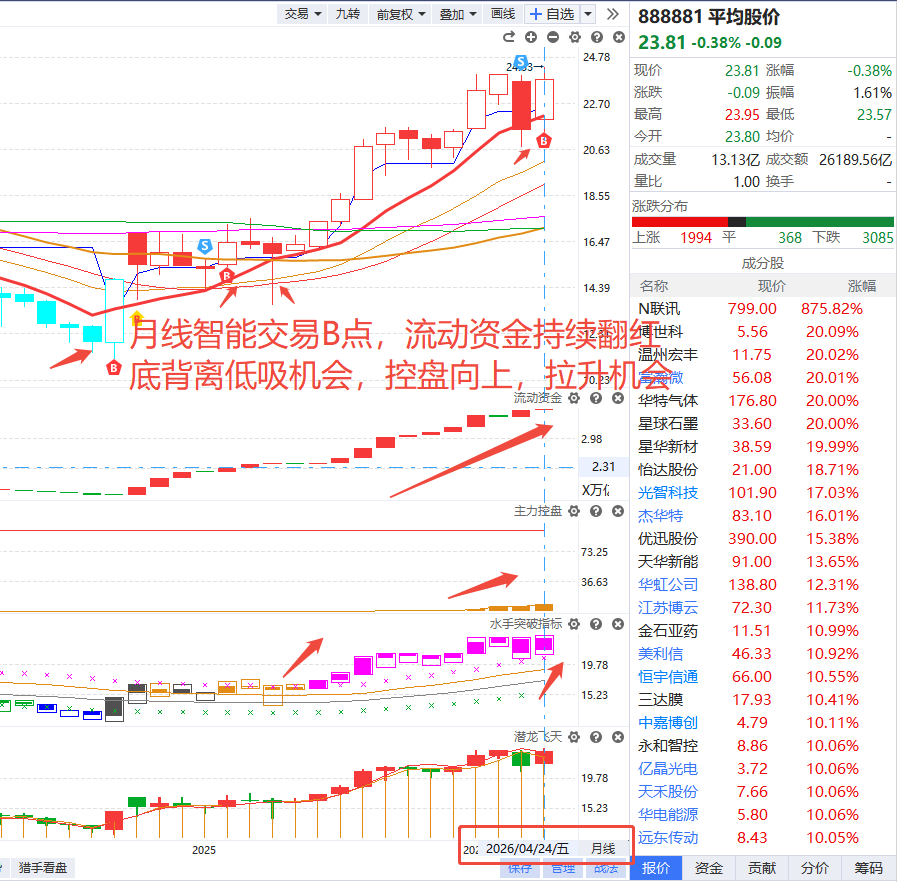 交易 九转 前复权 叠加 画线 自选
888881 平均股价
23.81 -0.38% -0.09
现价 23.81 涨幅 -0.38%
涨跌 -0.09 振幅 1.61%
最高 23.95 最低 23.57
今开 23.80 均价 -
成交量 13.13亿 成交额 26189.56亿
量比 1.00 换手 -
涨跌分布
上涨 1994 平 368 下跌 3085
成分股
名称 现价 涨幅
N联讯 799.00 875.82%
博世科 5.56 20.09%
温州宏丰 11.75 20.02%
富瀚微 56.08 20.01%
华特气体 176.80 20.00%
星球石墨 33.60 20.00%
星华新材 38.59 19.99%
怡达股份 21.00 18.71%
光智科技 101.90 17.03%
杰华特 83.10 16.01%
优迅股份 390.00 15.38%
天华新能 91.00 13.65%
华虹公司 138.80 12.31%
江苏博云 72.30 11.73%
金石亚药 11.51 10.99%
美利信 46.33 10.92%
恒宇信通 66.00 10.55%
三达膜 17.93 10.41%
中嘉博创 4.79 10.11%
永和智控 8.86 10.06%
亿晶光电 3.72 10.06%
天禾股份 7.66 10.06%
华电能源 5.80 10.06%
远东传动 8.43 10.05%
报价 资金 贡献 分价 筹码
24.78
22.70
20.63
18.55
16.47
14.39
S
B
S
B
B
B
月线智能交易B点，流动资金持续翻红
底背离低吸机会，控盘向上，拉升机会
流动资金
2.98
2.31
X万亿
主力控盘
73.25
36.63
水手突破指标
19.78
15.23
潜龙飞天
19.78
15.23
2025 2026/04/24/五 月线
猎手看盘 保存 管理 战法